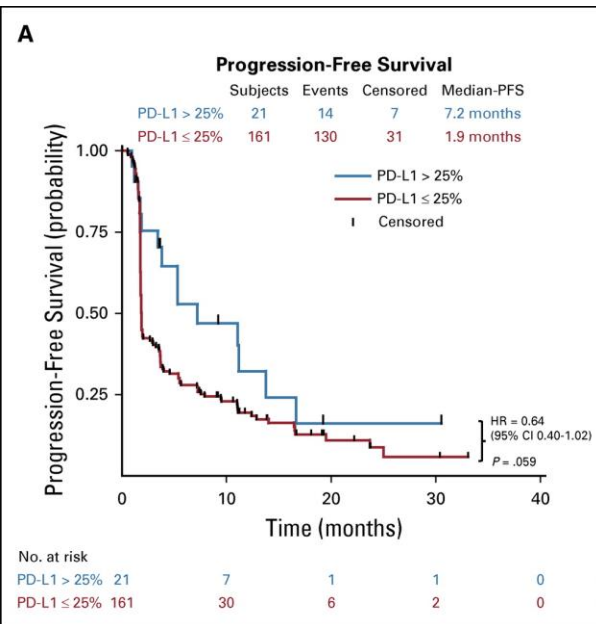 A
Progression-Free Survival
Subjects Events Censored Median-PFS
PD-L1 > 25% 21 14 7 7.2 months
PD-L1 ≤ 25% 161 130 31 1.9 months
Progression-Free Survival (probability)
1.00
0.75
0.50
0.25
PD-L1 > 25%
PD-L1 ≤ 25%
Censored
HR = 0.64
(95% CI 0.40-1.02)
P = .059
0 10 20 30 40
Time (months)
No. at risk
PD-L1 > 25% 21 7 1 1 0
PD-L1 ≤ 25% 161 30 6 2 0